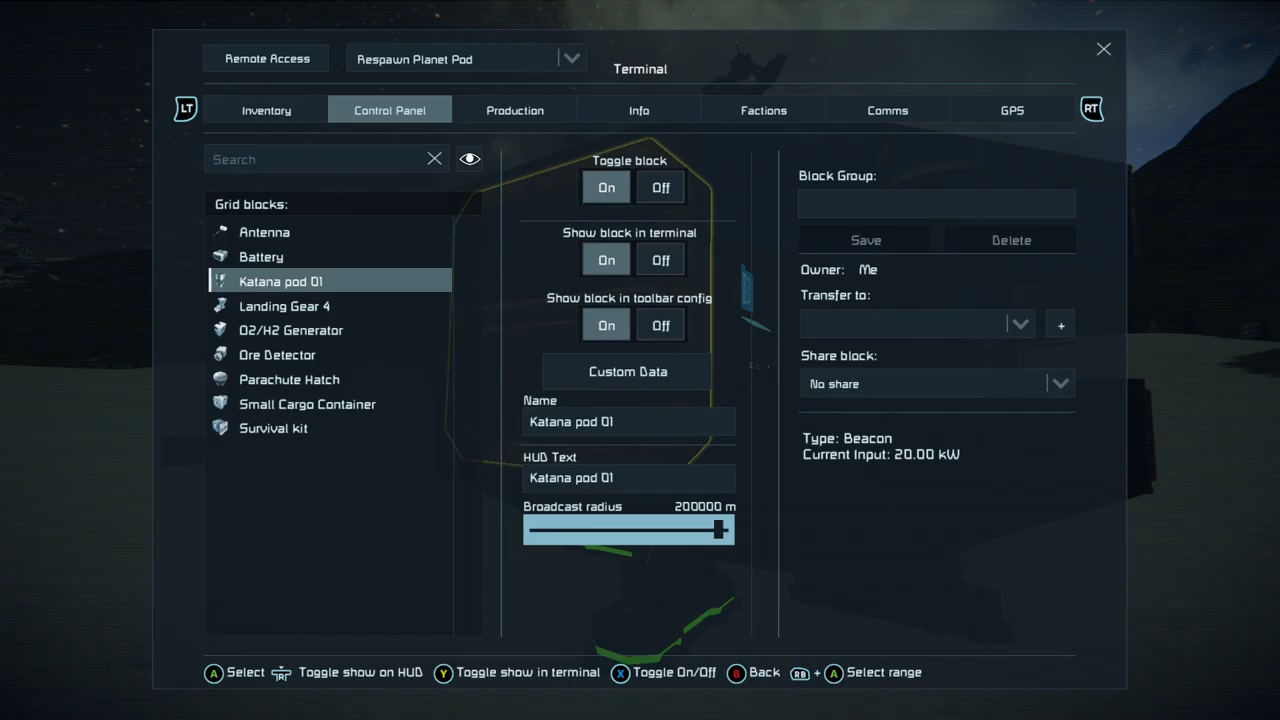 Remote Access
Respawn Planet Pod
Terminal
LT
Inventory
Control Panel
Production
Info
Factions
Comms
GPS
RT
Search
Grid blocks:
Antenna
Battery
Katana pod 01
Landing Gear 4
O2/H2 Generator
Ore Detector
Parachute Hatch
Small Cargo Container
Survival kit
Toggle block
On Off
Show block in terminal
On Off
Show block in toolbar config
On Off
Custom Data
Name
Katana pod 01
HUD Text
Katana pod 01
Broadcast radius 200000 m
Block Group:
Save Delete
Owner: Me
Transfer to:
+
Share block:
No share
Type: Beacon
Current Input: 20.00 kW
A Select Toggle show on HUD Y Toggle show in terminal X Toggle On/Off B Back RB + A Select range